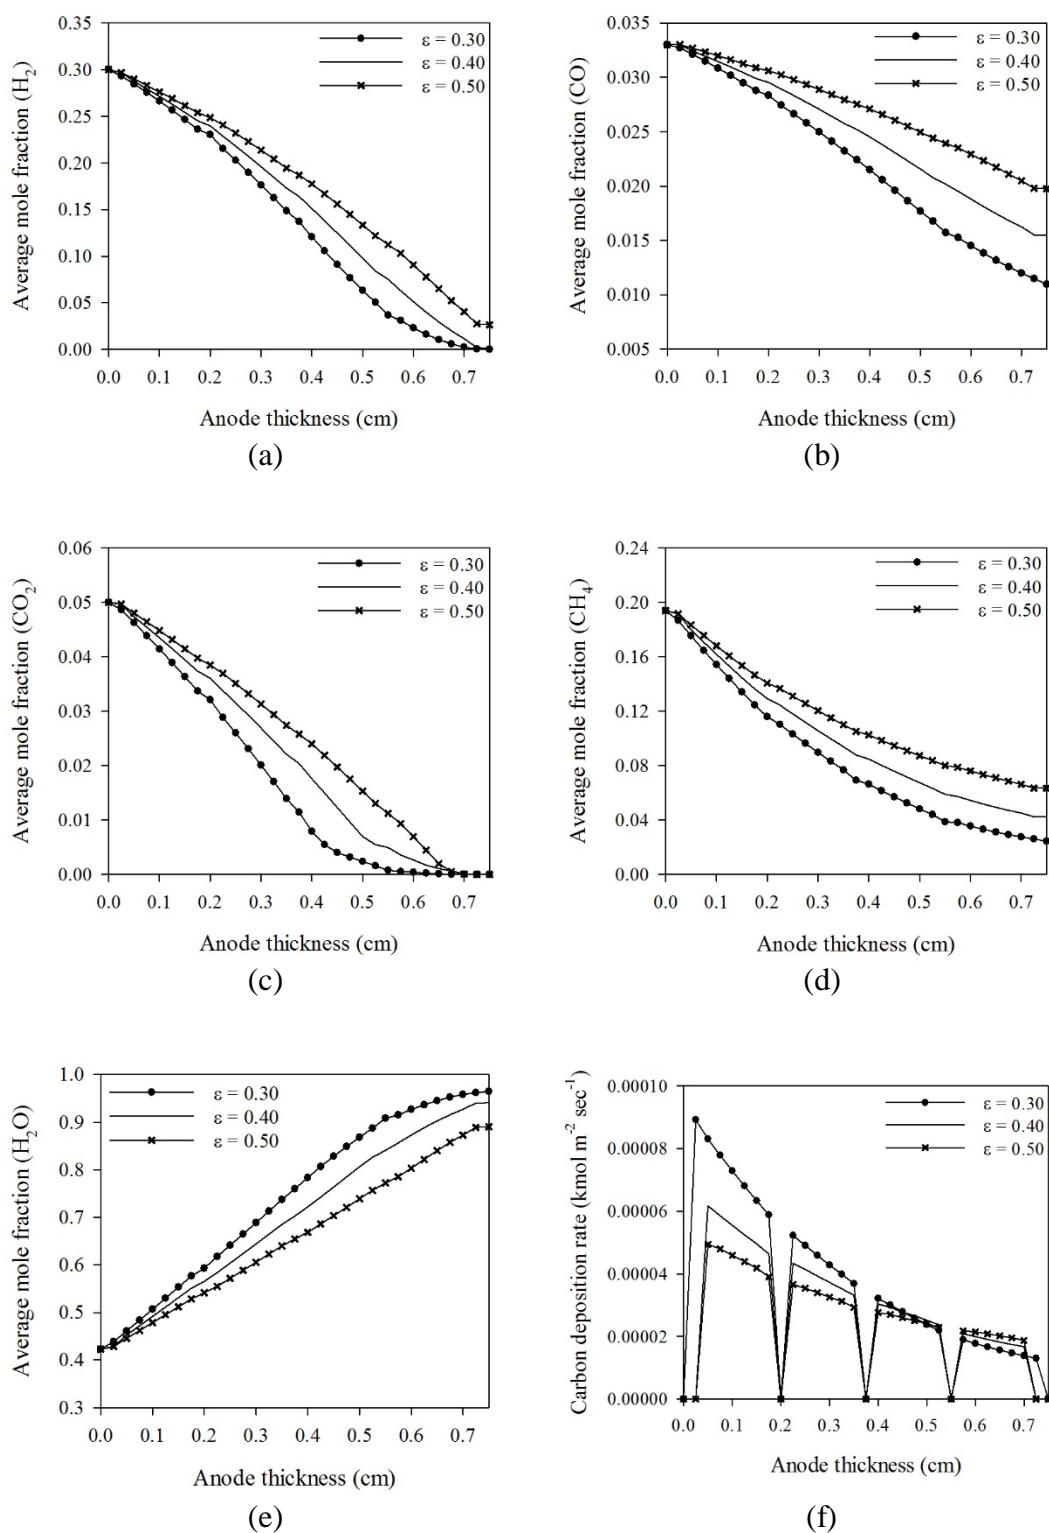 Average mole fraction (H2)
0.35
0.30
0.25
0.20
0.15
0.10
0.05
0.00
ε = 0.30
ε = 0.40
ε = 0.50
0.0 0.1 0.2 0.3 0.4 0.5 0.6 0.7
Anode thickness (cm)
(a)
Average mole fraction (CO)
0.035
0.030
0.025
0.020
0.015
0.010
0.005
ε = 0.30
ε = 0.40
ε = 0.50
0.0 0.1 0.2 0.3 0.4 0.5 0.6 0.7
Anode thickness (cm)
(b)
Average mole fraction (CO2)
0.06
0.05
0.04
0.03
0.02
0.01
0.00
ε = 0.30
ε = 0.40
ε = 0.50
0.0 0.1 0.2 0.3 0.4 0.5 0.6 0.7
Anode thickness (cm)
(c)
Average mole fraction (CH4)
0.24
0.20
0.16
0.12
0.08
0.04
0.00
ε = 0.30
ε = 0.40
ε = 0.50
0.0 0.1 0.2 0.3 0.4 0.5 0.6 0.7
Anode thickness (cm)
(d)
Average mole fraction (H2O)
1.0
0.9
0.8
0.7
0.6
0.5
0.4
0.3
ε = 0.30
ε = 0.40
ε = 0.50
0.0 0.1 0.2 0.3 0.4 0.5 0.6 0.7
Anode thickness (cm)
(e)
Carbon deposition rate (kmol m-2 sec-1)
0.00010
0.00008
0.00006
0.00004
0.00002
0.00000
ε = 0.30
ε = 0.40
ε = 0.50
0.0 0.1 0.2 0.3 0.4 0.5 0.6 0.7
Anode thickness (cm)
(f)